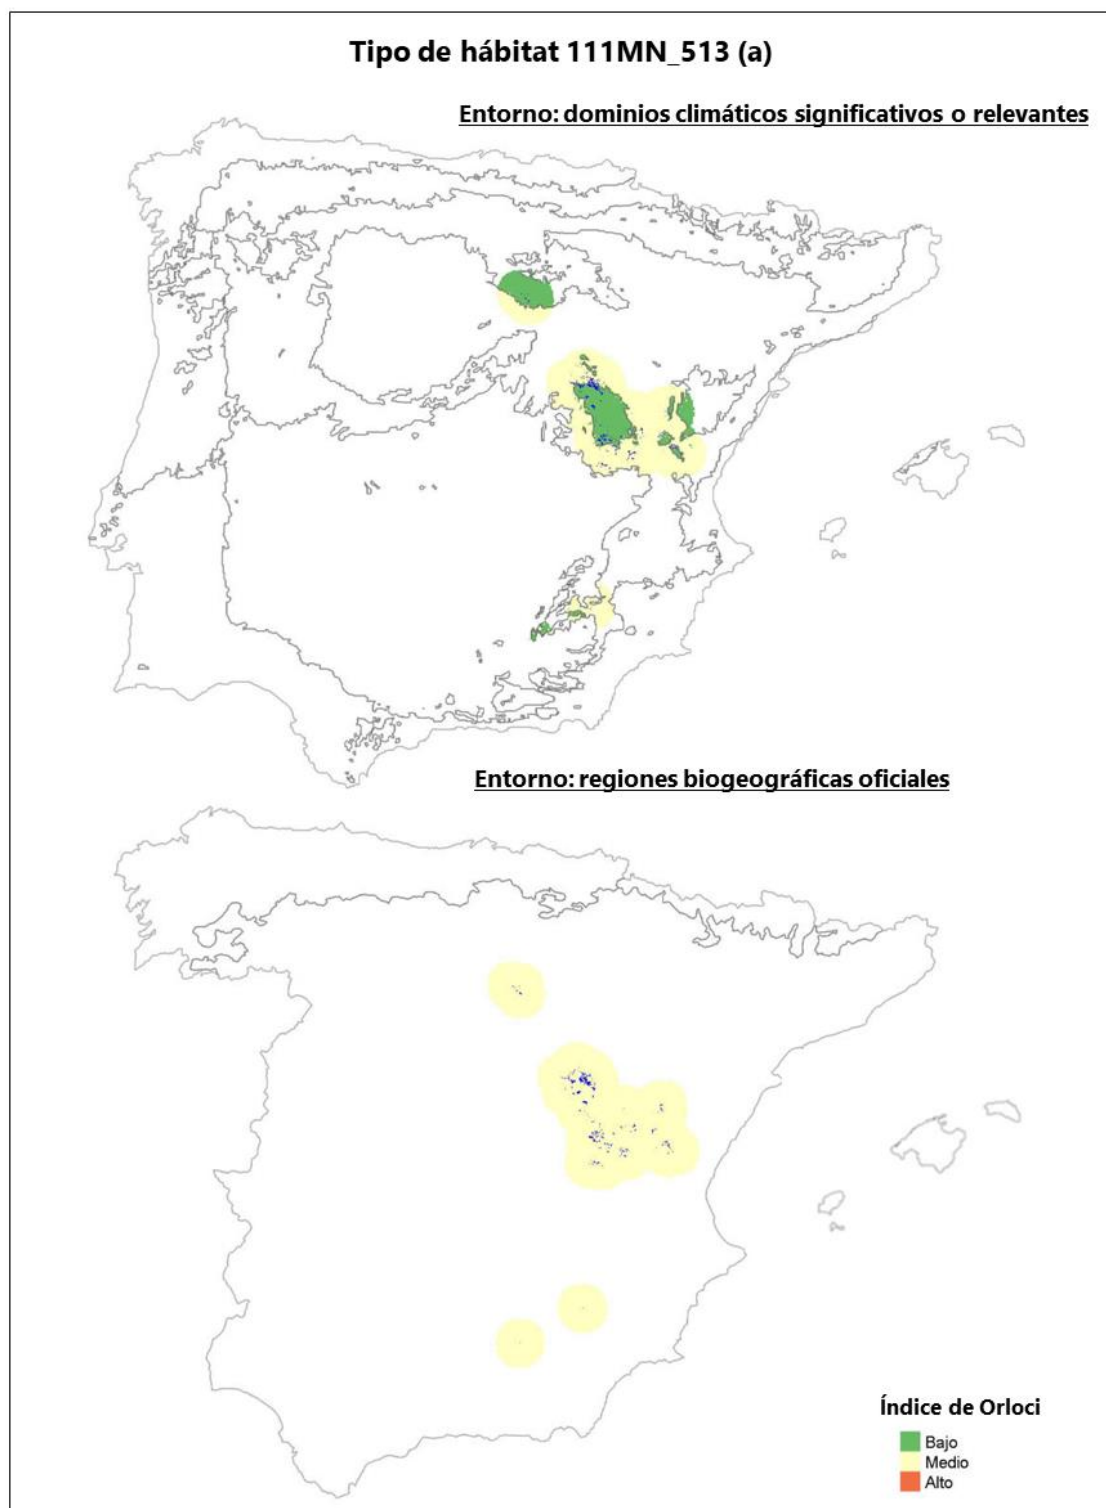 Tipo de hábitat 111MN_513 (a)
Entorno: dominios climáticos significativos o relevantes
Entorno: regiones biogeográficas oficiales
Índice de Orloci
Bajo
Medio
Alto